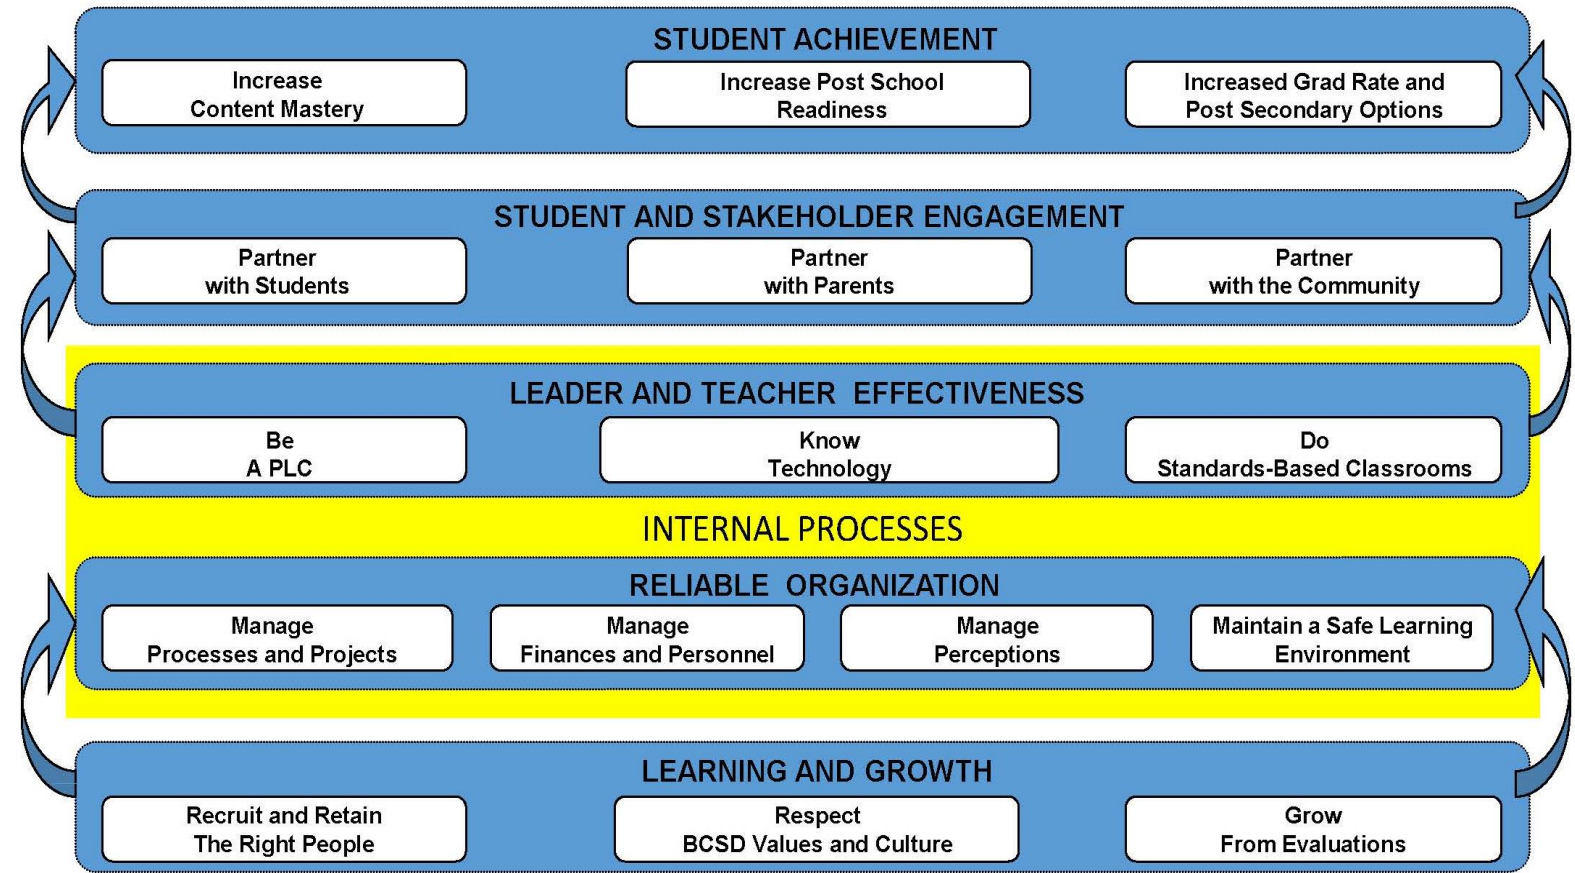 STUDENT ACHIEVEMENT
Increase
Content Mastery
Increase Post School
Readiness
Increased Grad Rate and
Post Secondary Options
STUDENT AND STAKEHOLDER ENGAGEMENT
Partner
with Students
Partner
with Parents
Partner
with the Community
LEADER AND TEACHER EFFECTIVENESS
Be
A PLC
Know
Technology
Do
Standards-Based Classrooms
INTERNAL PROCESSES
RELIABLE ORGANIZATION
Manage
Processes and Projects
Manage
Finances and Personnel
Manage
Perceptions
Maintain a Safe Learning
Environment
LEARNING AND GROWTH
Recruit and Retain
The Right People
Respect
BCSD Values and Culture
Grow
From Evaluations